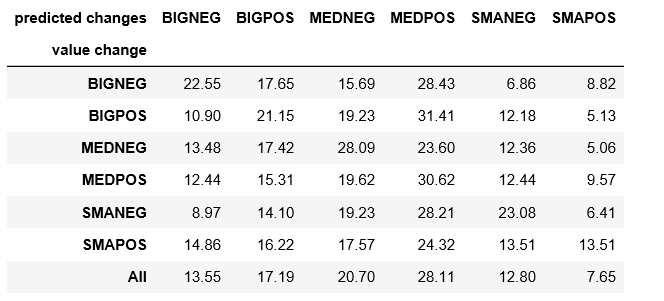 predicted changes BIGNEG BIGPOS MEDNEG MEDPOS SMANEG SMAPOS
value change
BIGNEG 22.55 17.65 15.69 28.43 6.86 8.82
BIGPOS 10.90 21.15 19.23 31.41 12.18 5.13
MEDNEG 13.48 17.42 28.09 23.60 12.36 5.06
MEDPOS 12.44 15.31 19.62 30.62 12.44 9.57
SMANEG 8.97 14.10 19.23 28.21 23.08 6.41
SMAPOS 14.86 16.22 17.57 24.32 13.51 13.51
All 13.55 17.19 20.70 28.11 12.80 7.65